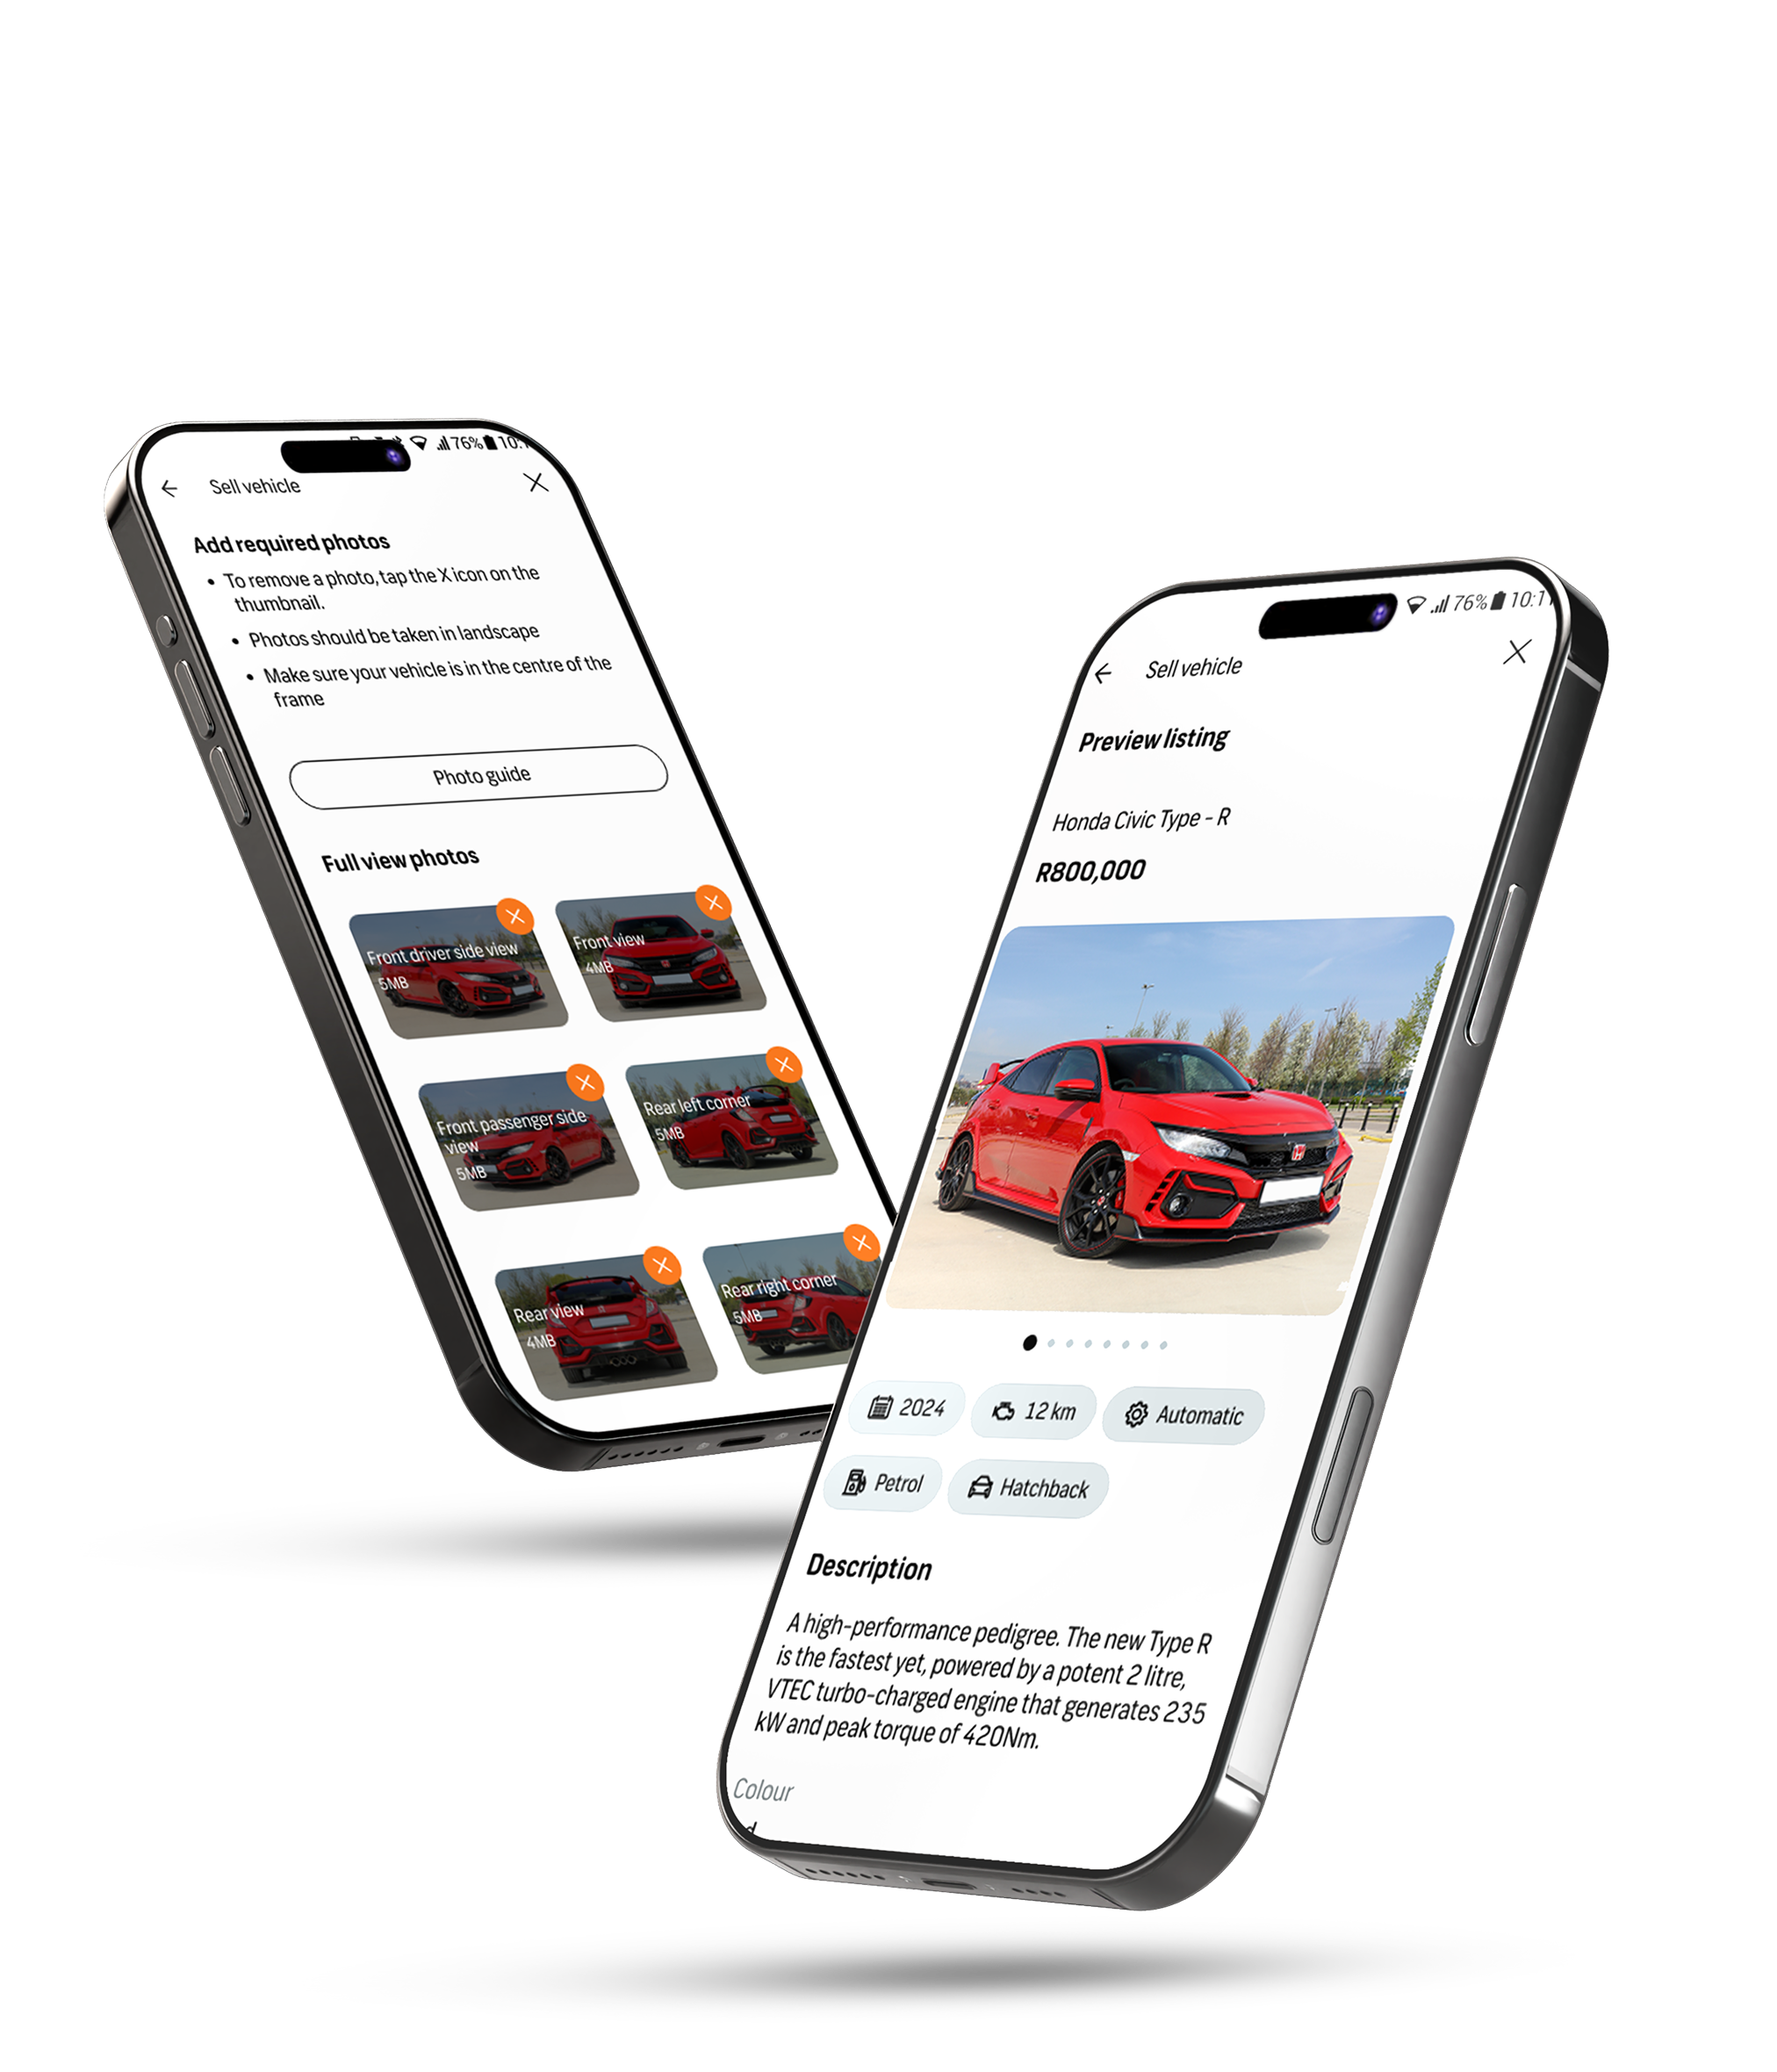 76%
Sell vehicle
Add required photos
• To remove a photo, tap the X icon on the
thumbnail.
• Photos should be taken in landscape
• Make sure your vehicle is in the centre of the
frame
Photo guide
Full view photos
Front driver side view
5MB
Front view
4MB
Front passenger side
view
5MB
Rear left corner
5MB
Rear view
4MB
Rear right corner
5MB
76% 10:11
Sell vehicle
Preview listing
Honda Civic Type - R
R800,000
2024
12 km
Automatic
Petrol
Hatchback
Description
A high-performance pedigree. The new Type R
is the fastest yet, powered by a potent 2 litre,
VTEC turbo-charged engine that generates 235
kW and peak torque of 420Nm.
Colour